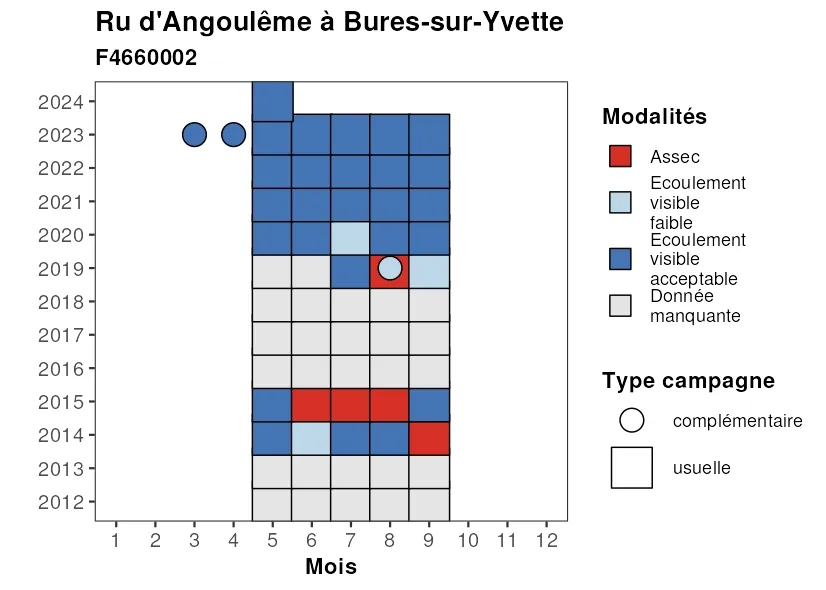 Ru d'Angoulême à Bures-sur-Yvette
F4660002
2024
2023
2022
2021
2020
2019
2018
2017
2016
2015
2014
2013
2012
1 2 3 4 5 6 7 8 9 10 11 12
Mois
Modalités
Assec
Ecoulement
visible
faible
Ecoulement
visible
acceptable
Donnée
manquante
Type campagne
complémentaire
usuelle